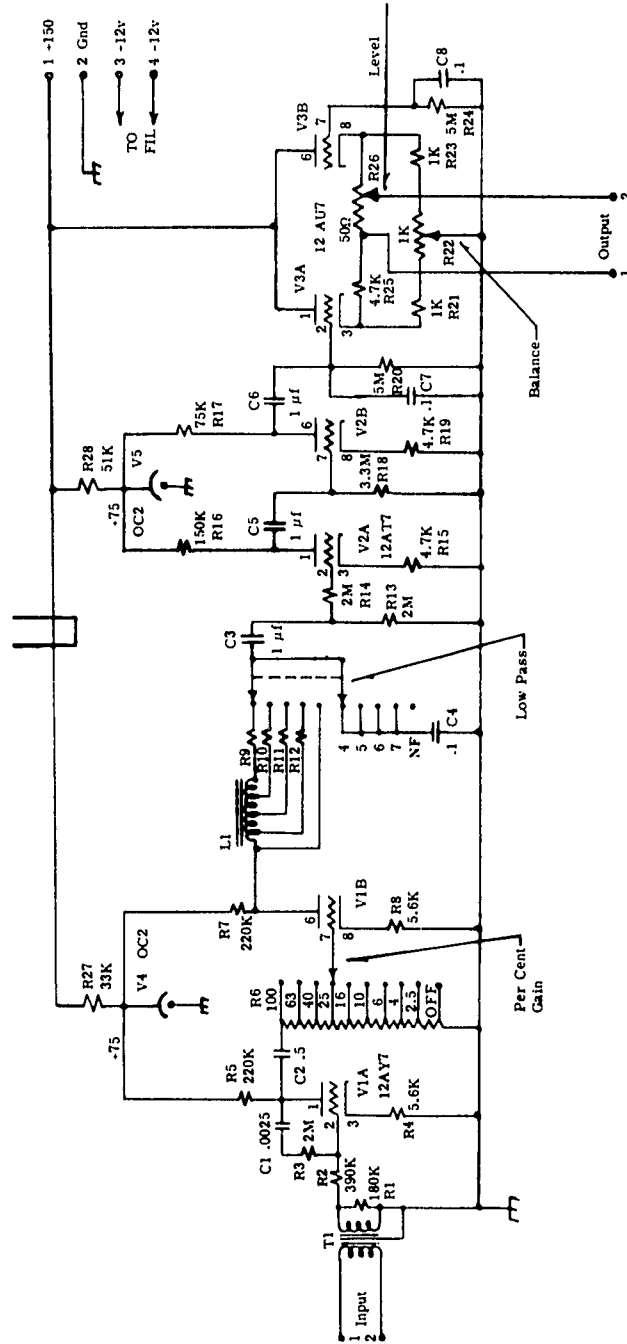 1 +150
2 Gnd
3 -12v
4 -12v
TO
FIL
R27
33K
+75
V4
OC2
R28
51K
+75
OC2
V5
R5
220K
C1 .0025
R3
2M
R2
390K
180K
R1
T1
Input
1
2
1
2
3
V1A
12AY7
5.6K
R4
C2 .5
R6
100
63
40
25
16
10
6
4
2.5
OFF
Per Cent
Gain
R7
220K
6
7
8
V1B
R8
5.6K
L1
R9
R10
R11
R12
4
5
6
7
NF
C4
.1
Low Pass
C3
1 μf
2M
R14
R13
2M
150K
R16
C5
1 μf
1
2
3
V2A
12AT7
4.7K
R15
75K
R17
C6
1 μf
6
7
8
V2B
3.3M
R18
4.7K
R19
5M
R20
.1
C7
V3A
12 AU7
V3B
1
2
3
6
7
8
4.7K
R25
50Ω
R26
1K
R21
1K
R22
1K
R23
5M
R24
C8
.1
Level
Balance
Output
1
2